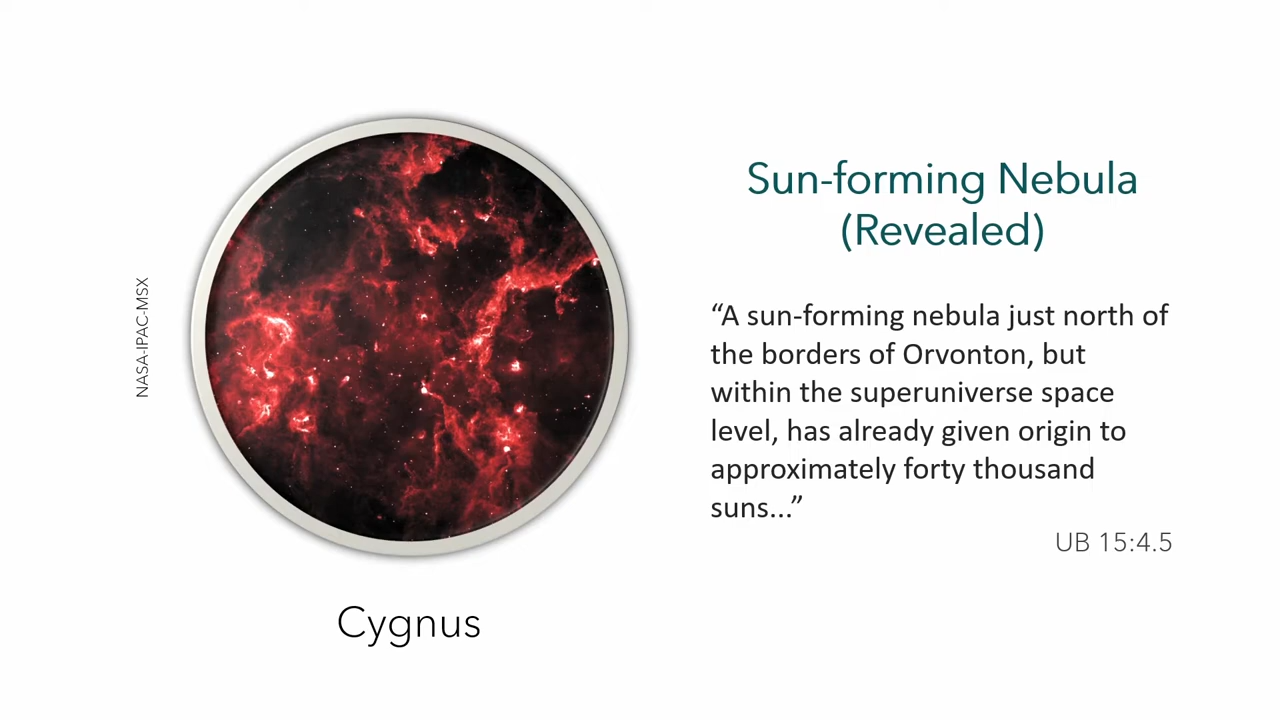 NASA-IPAC-MSX
Cygnus
Sun-forming Nebula
(Revealed)
“A sun-forming nebula just north of
the borders of Orvonton, but
within the superuniverse space
level, has already given origin to
approximately forty thousand
suns...”
UB 15:4.5